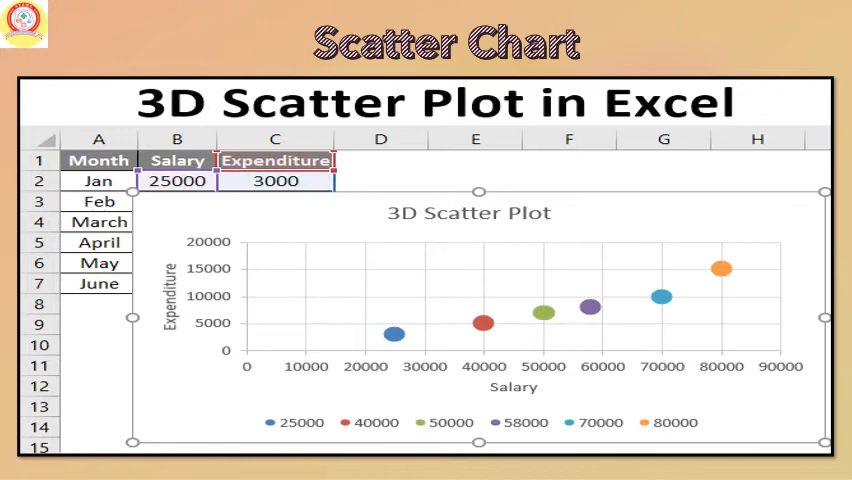 Scatter Chart
3D Scatter Plot in Excel
A B C D E F G H
1 Month Salary Expenditure
2 Jan 25000 3000
3 Feb
4 March
5 April
6 May
7 June
8
9
10
11
12
13
14
15
3D Scatter Plot
20000
15000
10000
5000
0
Expenditure
0 10000 20000 30000 40000 50000 60000 70000 80000 90000
Salary
25000 40000 50000 58000 70000 80000